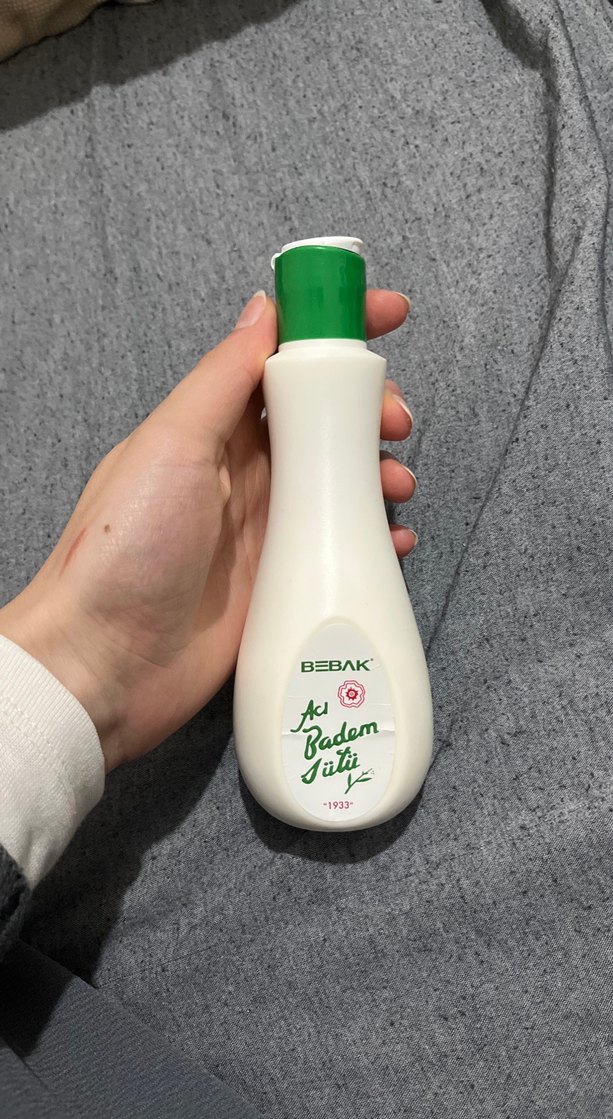 BEBAK®
Acı
Badem
Sütü
"1933"